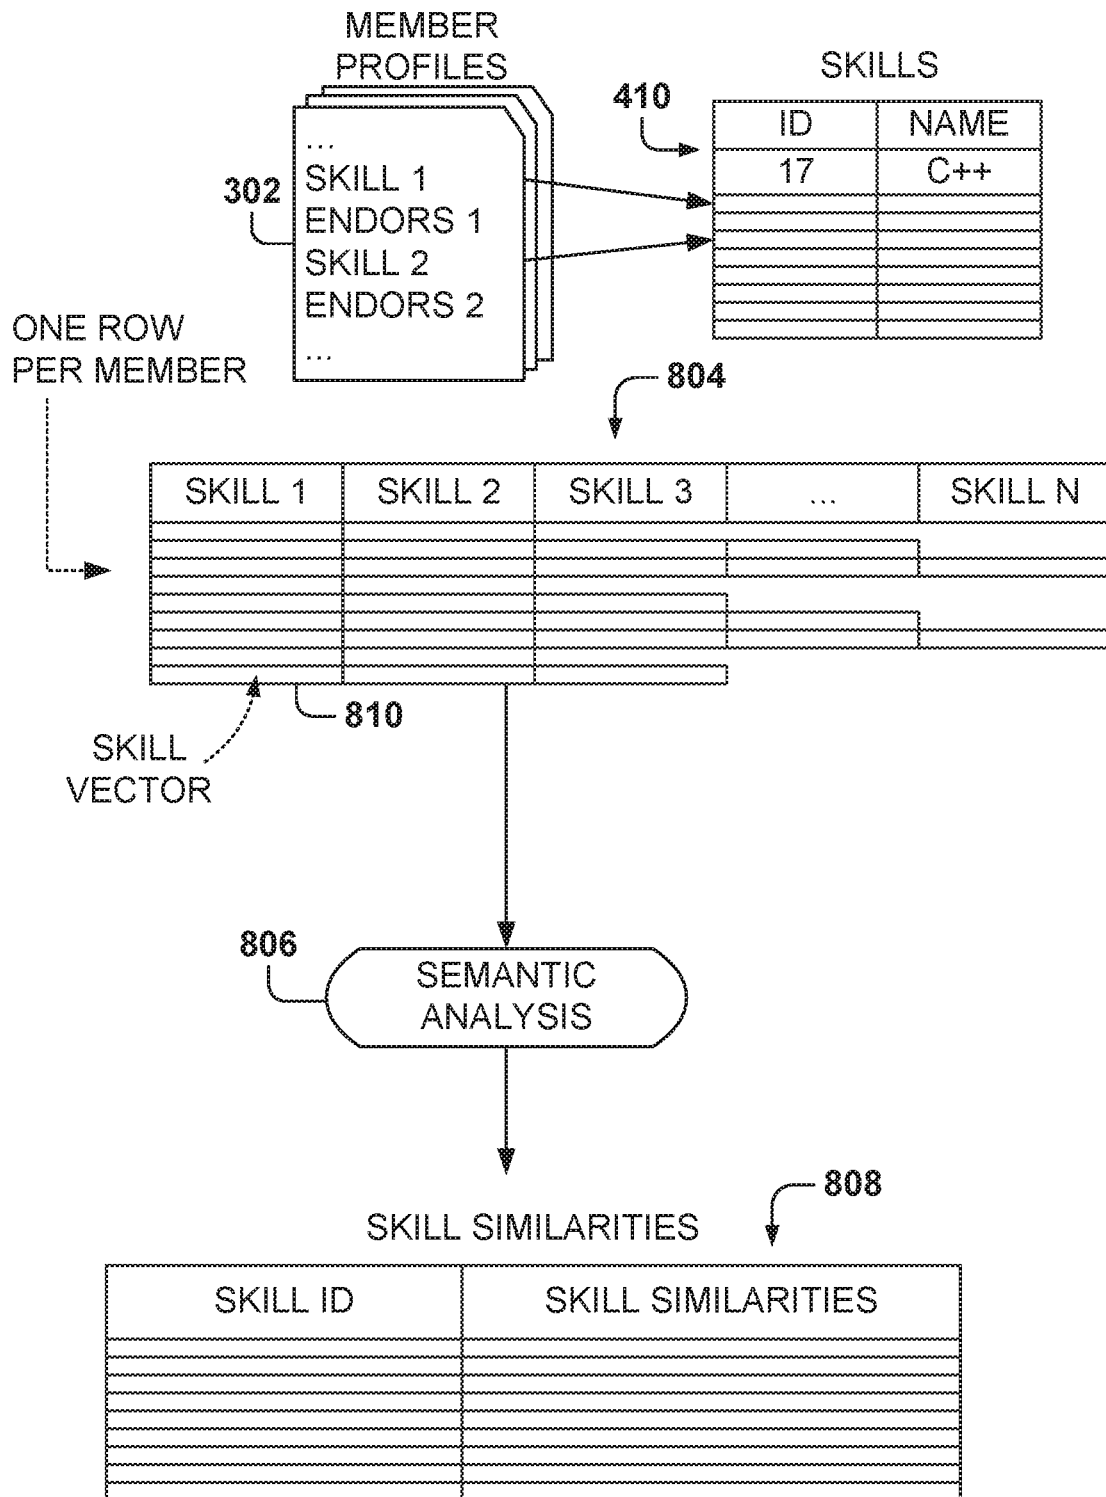 MEMBER
PROFILES
SKILLS
410
ID NAME
17 C++
...
SKILL 1
ENDORS 1
SKILL 2
ENDORS 2
...
302
ONE ROW
PER MEMBER
804
SKILL 1 SKILL 2 SKILL 3 ... SKILL N
810
SKILL
VECTOR
806
SEMANTIC
ANALYSIS
808
SKILL SIMILARITIES
SKILL ID SKILL SIMILARITIES